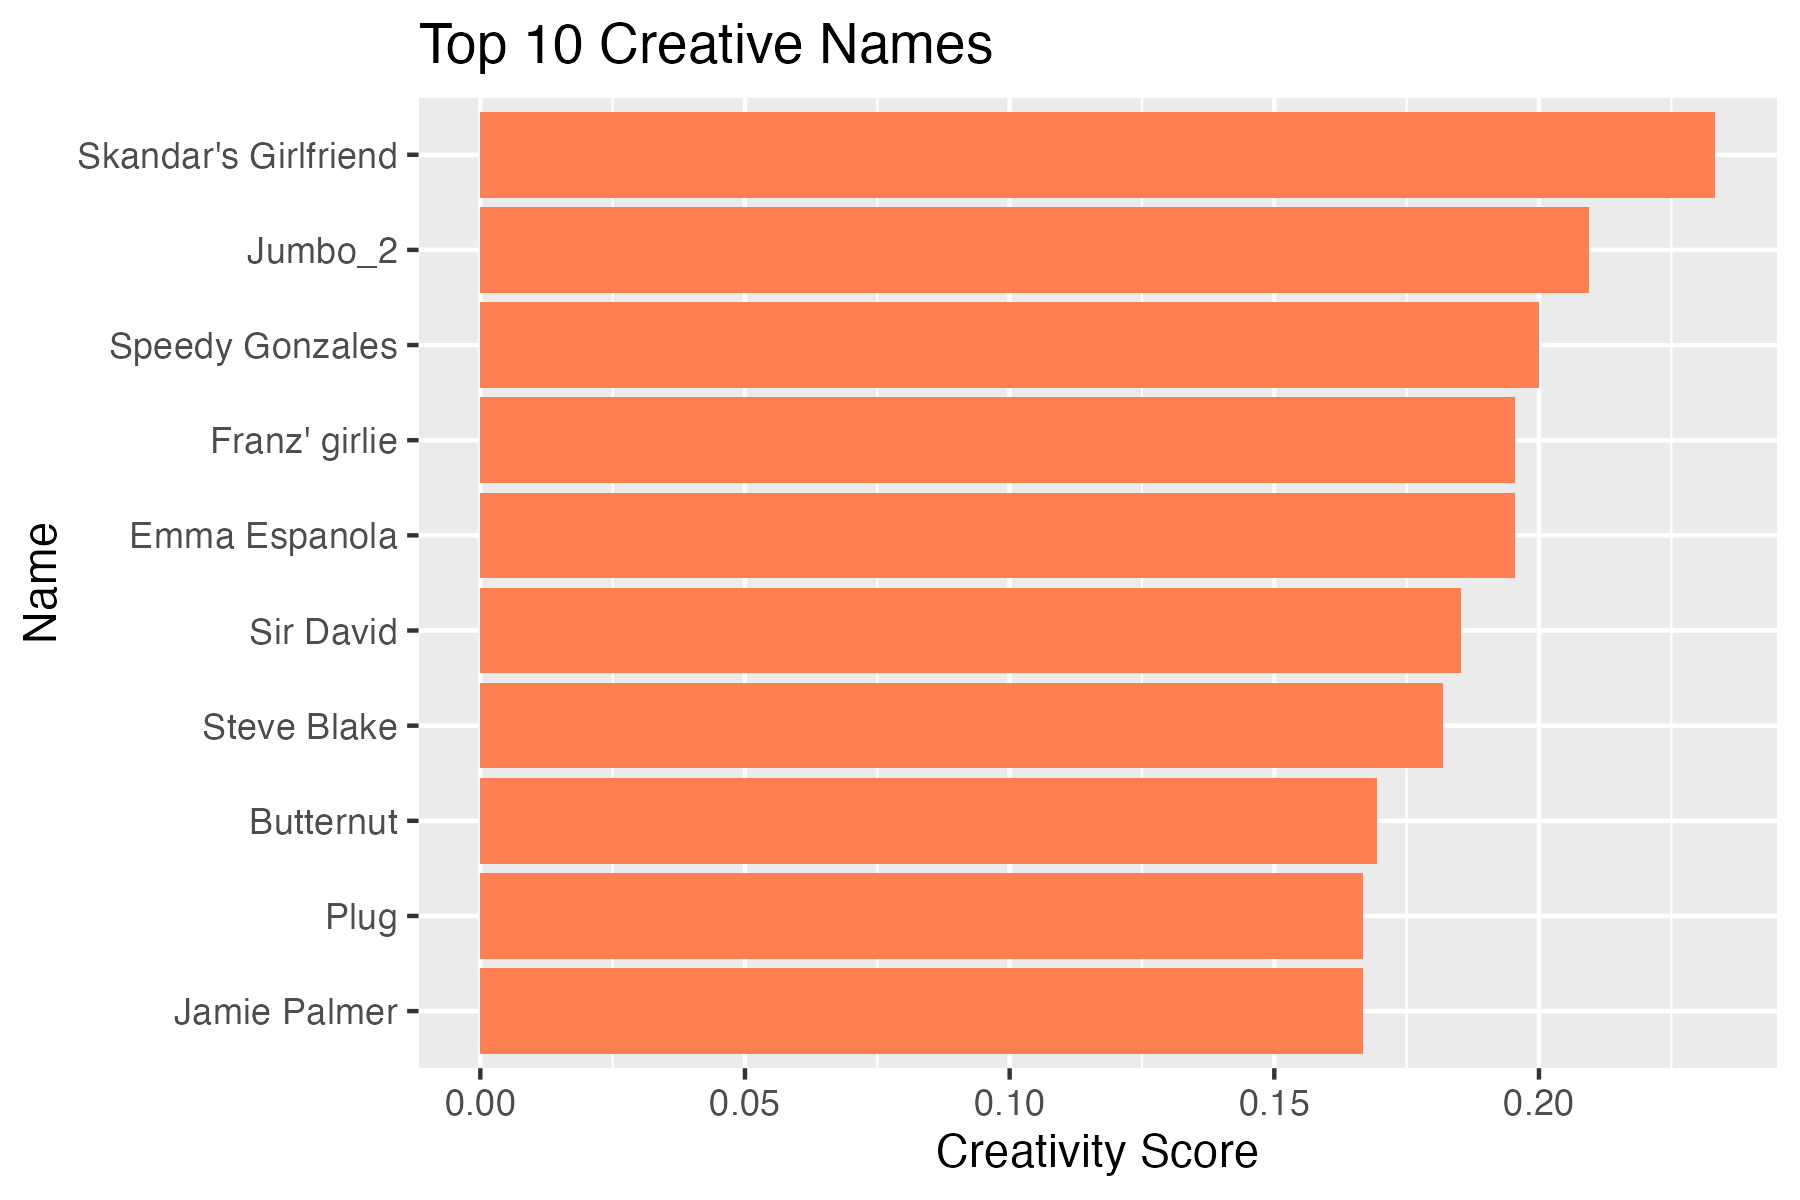 Top 10 Creative Names
Skandar's Girlfriend
Jumbo_2
Speedy Gonzales
Franz' girlie
Emma Espanola
Sir David
Steve Blake
Butternut
Plug
Jamie Palmer
Name
0.00 0.05 0.10 0.15 0.20
Creativity Score